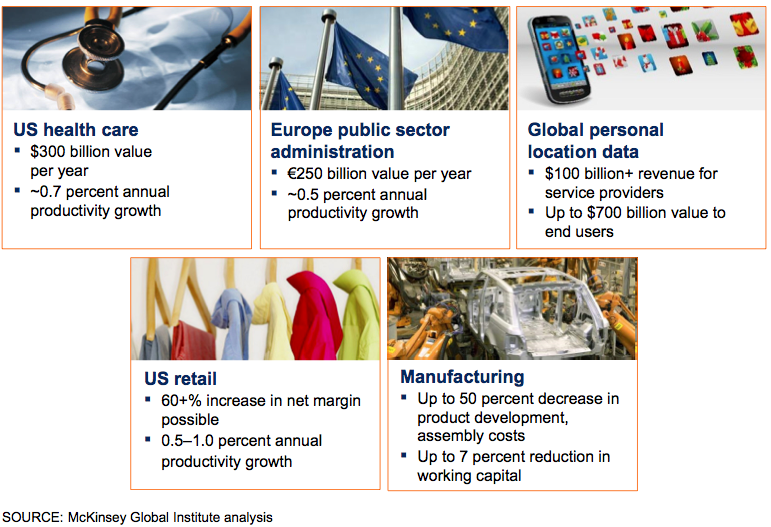 US health care
▪ $300 billion value
per year
▪ ~0.7 percent annual
productivity growth
Europe public sector
administration
▪ €250 billion value per year
▪ ~0.5 percent annual
productivity growth
Global personal
location data
▪ $100 billion+ revenue for
service providers
▪ Up to $700 billion value to
end users
US retail
▪ 60+% increase in net margin
possible
▪ 0.5–1.0 percent annual
productivity growth
Manufacturing
▪ Up to 50 percent decrease in
product development,
assembly costs
▪ Up to 7 percent reduction in
working capital
SOURCE: McKinsey Global Institute analysis